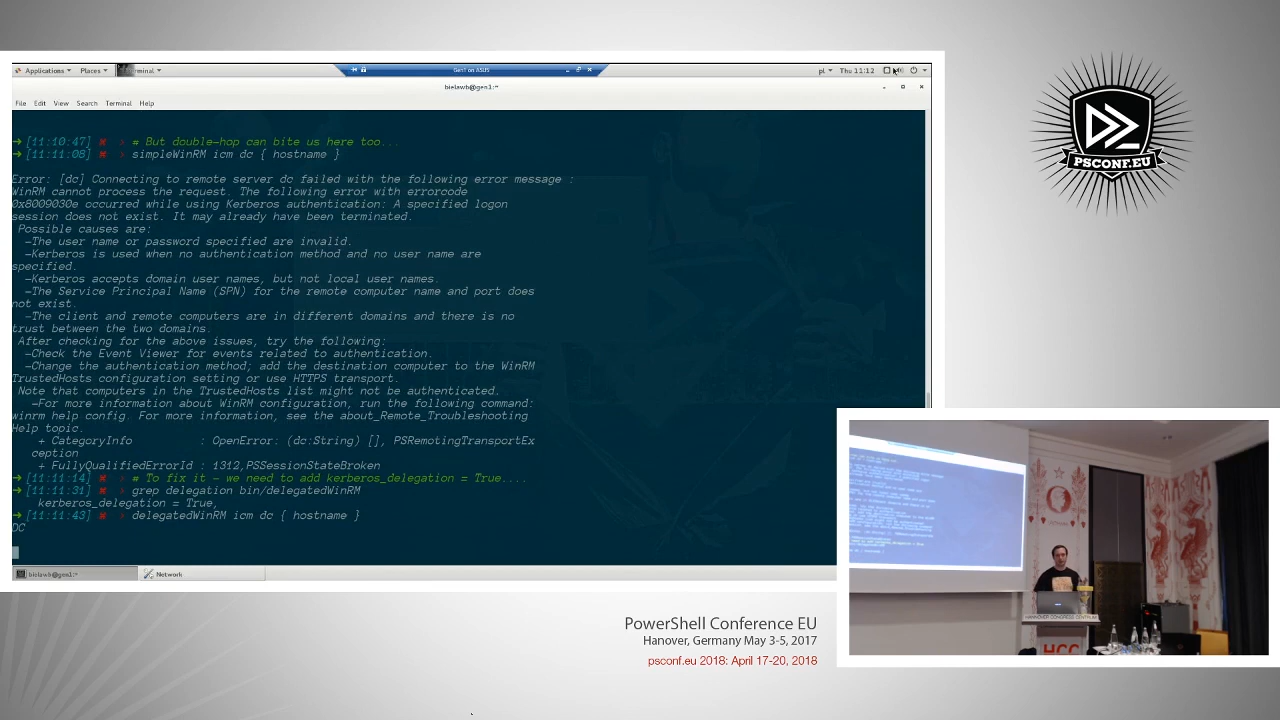 Applications
Places
Gen1 on ASUS
pl
Thu 11:12
bielawb@gen1:~
File Edit View Search Terminal Help
➜ [11:10:47] ✖ › # But double-hop can bite us here too...
➜ [11:11:08] ✖ › simpleWinRM icm dc { hostname }
Error: [dc] Connecting to remote server dc failed with the following error message :
WinRM cannot process the request. The following error with errorcode
0x8009030e occurred while using Kerberos authentication: A specified logon
session does not exist. It may already have been terminated.
Possible causes are:
-The user name or password specified are invalid.
-Kerberos is used when no authentication method and no user name are
specified.
-Kerberos accepts domain user names, but not local user names.
-The Service Principal Name (SPN) for the remote computer name and port does
not exist.
-The client and remote computers are in different domains and there is no
trust between the two domains.
After checking for the above issues, try the following:
-Check the Event Viewer for events related to authentication.
-Change the authentication method; add the destination computer to the WinRM
TrustedHosts configuration setting or use HTTPS transport.
Note that computers in the TrustedHosts list might not be authenticated.
-For more information about WinRM configuration, run the following command:
winrm help config. For more information, see the about_Remote_Troubleshooting
Help topic.
+ CategoryInfo : OpenError: (dc:String) [], PSRemotingTransportEx
ception
+ FullyQualifiedErrorId : 1312,PSSessionStateBroken
➜ [11:11:14] ✖ › # To fix it - we need to add kerberos_delegation = True....
➜ [11:11:31] ✖ › grep delegation bin/delegatedWinRM
kerberos_delegation = True,
➜ [11:11:43] ✖ › delegatedWinRM icm dc { hostname }
DC
bielawb@gen1:~
Network
PSCONF.EU
HANNOVER CONGRESS CENTRUM
HCC
PowerShell Conference EU
Hanover, Germany May 3-5, 2017
psconf.eu 2018: April 17-20, 2018